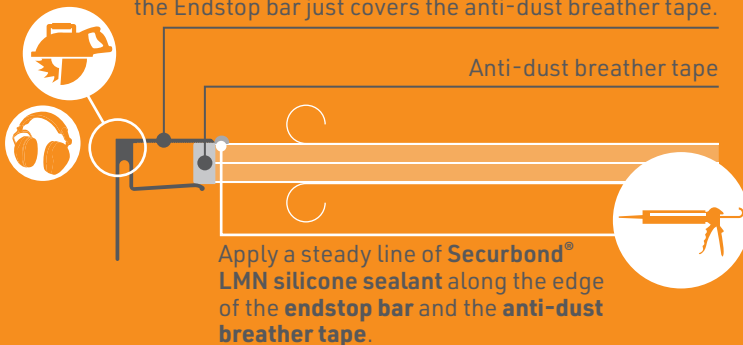 the Endstop bar just covers the anti-dust breather tape.
Anti-dust breather tape
Apply a steady line of Securbond®
LMN silicone sealant along the edge
of the endstop bar and the anti-dust
breather tape.